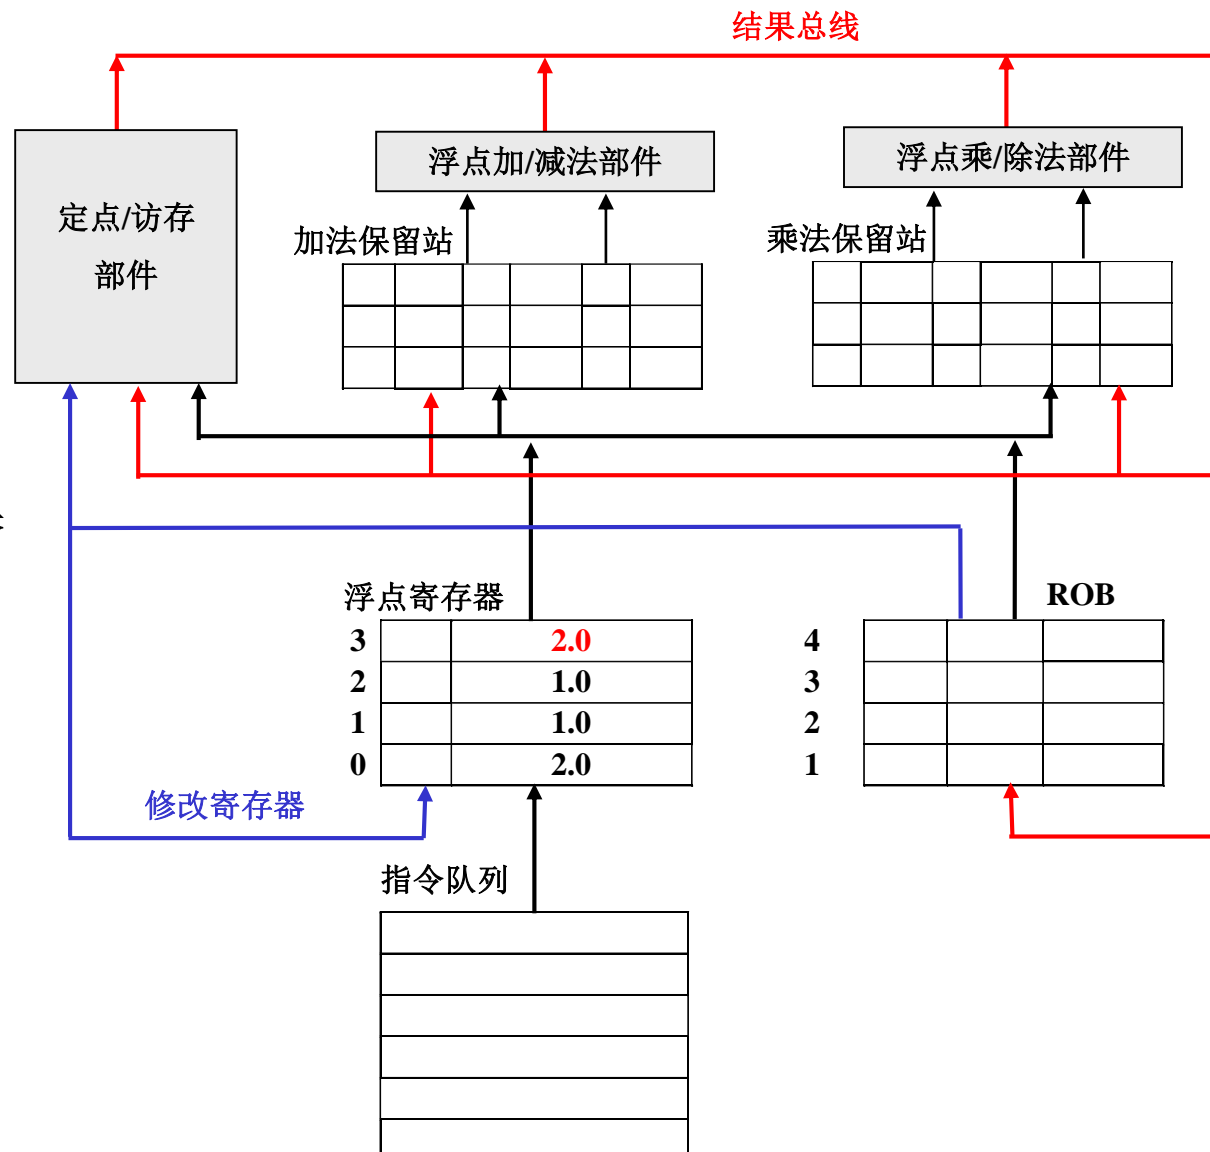 结果总线
浮点加/减法部件
浮点乘/除法部件
定点/访存
部件
加法保留站
乘法保留站
浮点寄存器
ROB
3 2.0
4
2 1.0
3
1 1.0
2
0 2.0
1
修改寄存器
指令队列